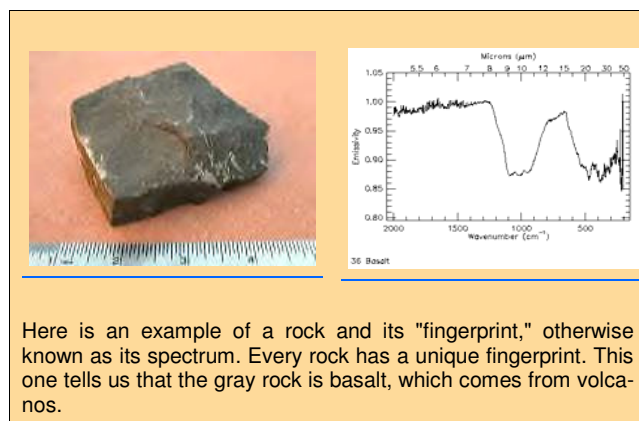 Microns (μm)
5.5 6 7 8 9 10 12 15 20 30 50
1.05
1.00
0.95
0.90
0.85
0.80
Emissivity
2000 1500 1000 500
Wavenumber (cm⁻¹)
36 Basalt
2 3 4
Here is an example of a rock and its "fingerprint," otherwise
known as its spectrum. Every rock has a unique fingerprint. This
one tells us that the gray rock is basalt, which comes from volca-
nos.